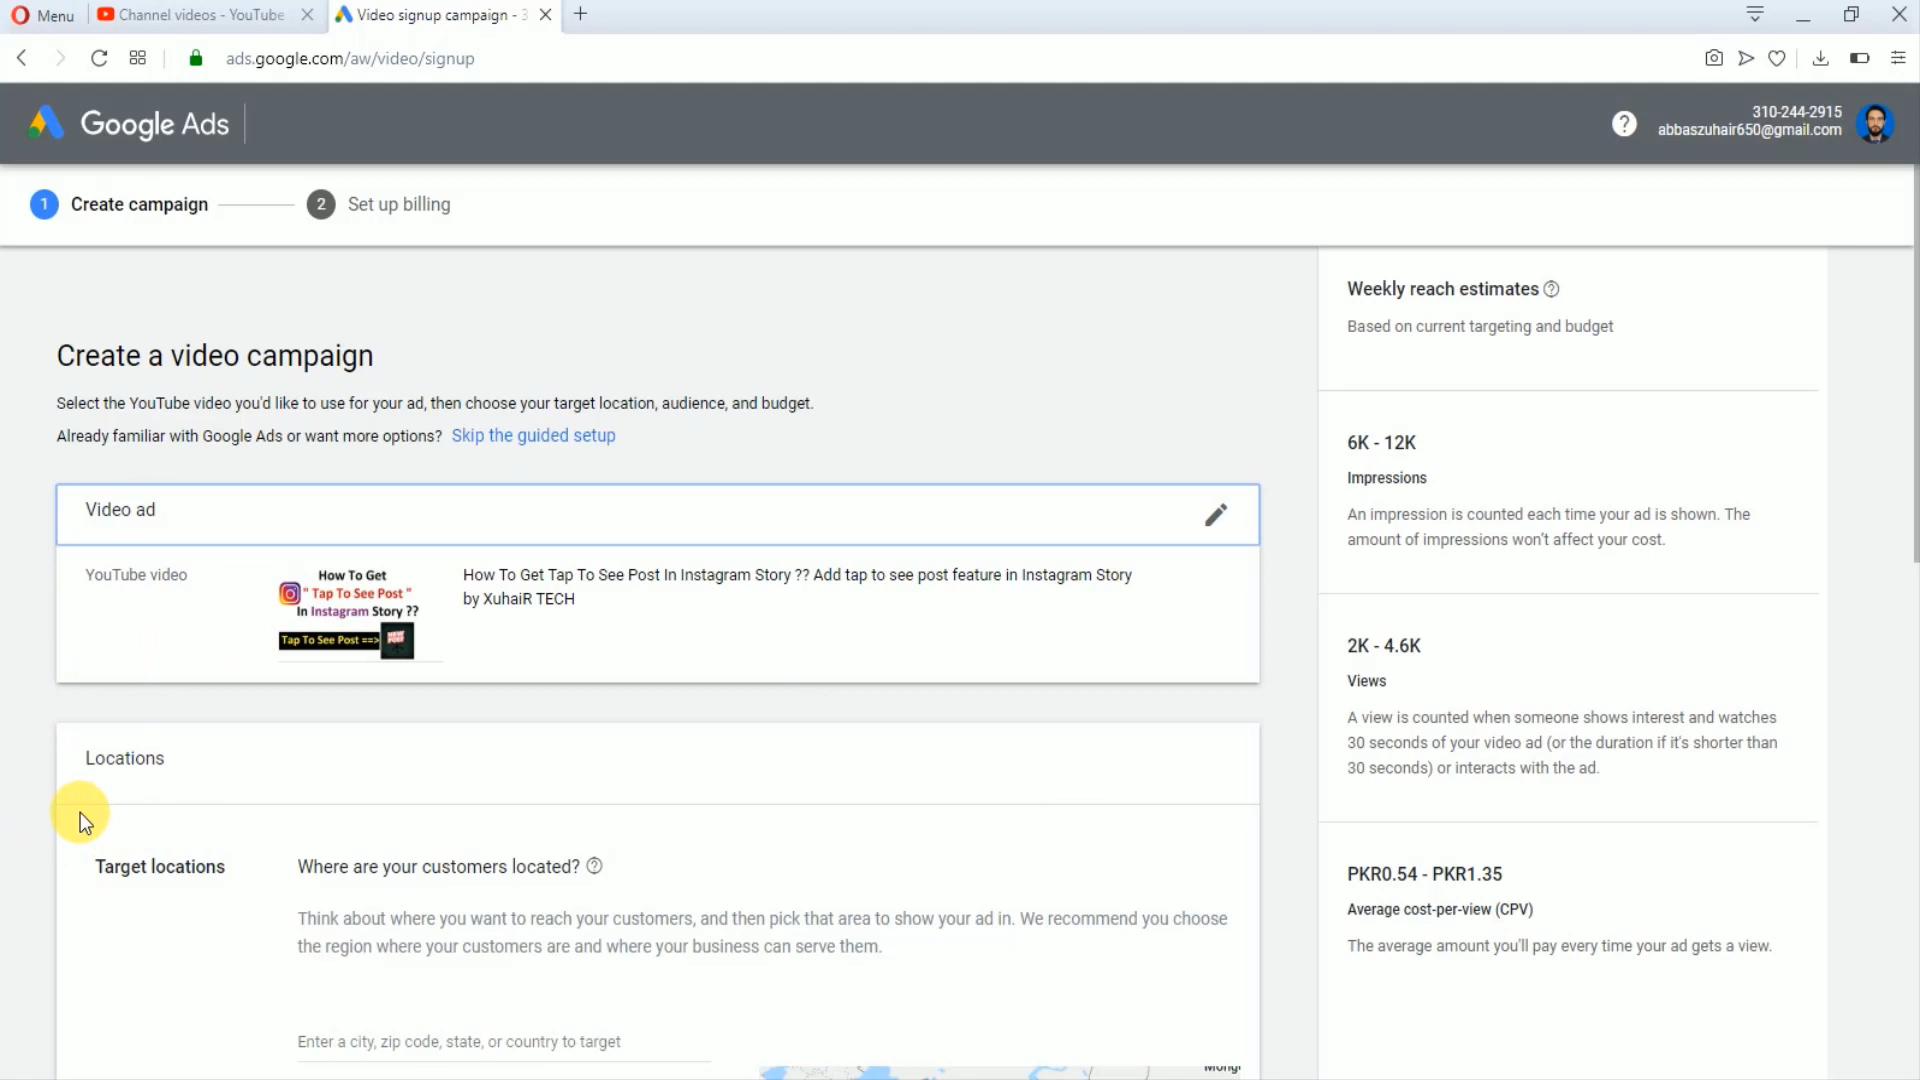 Menu
Channel videos - YouTube
Video signup campaign - 3
ads.google.com/aw/video/signup
Google Ads
310-244-2915
abbaszuhair650@gmail.com
1 Create campaign
2 Set up billing
Create a video campaign
Select the YouTube video you'd like to use for your ad, then choose your target location, audience, and budget.
Already familiar with Google Ads or want more options? Skip the guided setup
Video ad
YouTube video
How To Get
" Tap To See Post "
In Instagram Story ??
Tap To See Post ==>
NEW POST
How To Get Tap To See Post In Instagram Story ?? Add tap to see post feature in Instagram Story
by XuhaiR TECH
Locations
Target locations
Where are your customers located?
Think about where you want to reach your customers, and then pick that area to show your ad in. We recommend you choose
the region where your customers are and where your business can serve them.
Enter a city, zip code, state, or country to target
Weekly reach estimates
Based on current targeting and budget
6K - 12K
Impressions
An impression is counted each time your ad is shown. The
amount of impressions won't affect your cost.
2K - 4.6K
Views
A view is counted when someone shows interest and watches
30 seconds of your video ad (or the duration if it's shorter than
30 seconds) or interacts with the ad.
PKR0.54 - PKR1.35
Average cost-per-view (CPV)
The average amount you'll pay every time your ad gets a view.